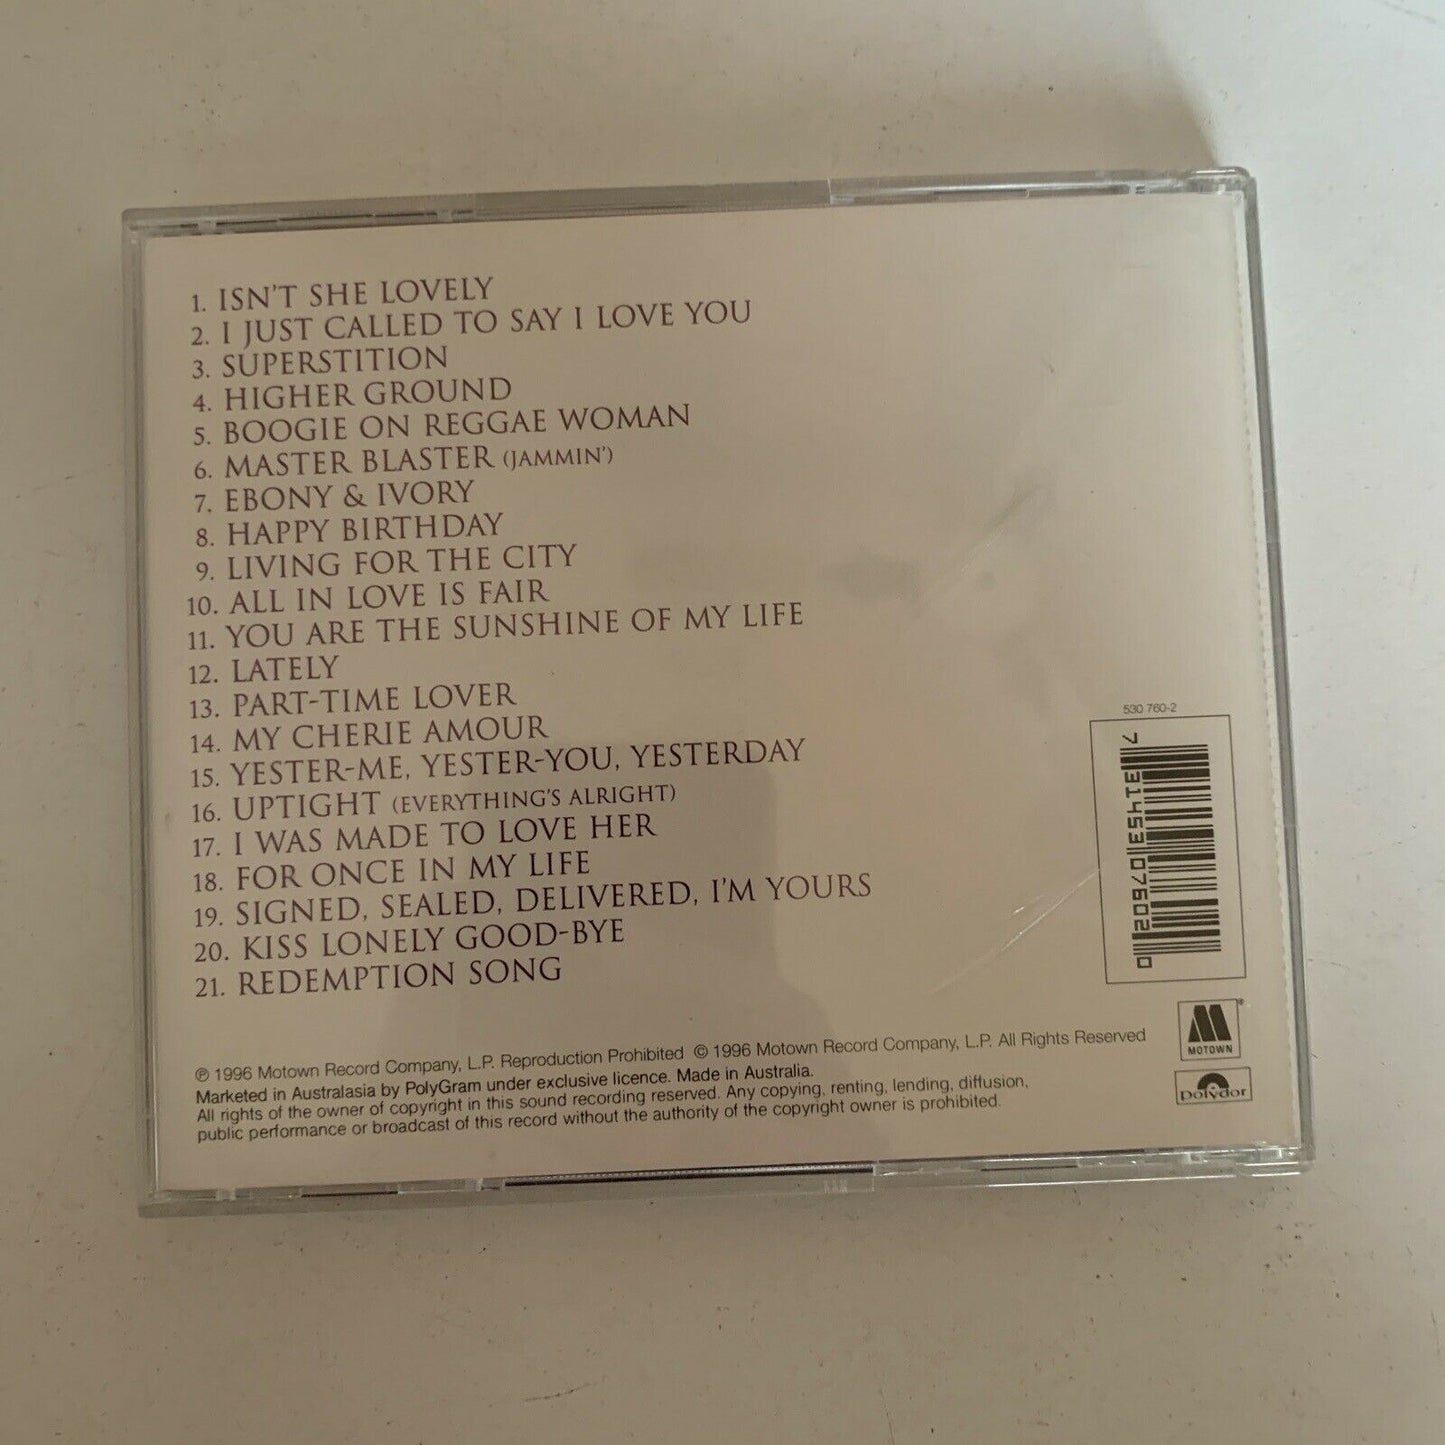 1. ISN'T SHE LOVELY
2. I JUST CALLED TO SAY I LOVE YOU
3. SUPERSTITION
4. HIGHER GROUND
5. BOOGIE ON REGGAE WOMAN
6. MASTER BLASTER (JAMMIN')
7. EBONY & IVORY
8. HAPPY BIRTHDAY
9. LIVING FOR THE CITY
10. ALL IN LOVE IS FAIR
11. YOU ARE THE SUNSHINE OF MY LIFE
12. LATELY
13. PART-TIME LOVER
14. MY CHERIE AMOUR
15. YESTER-ME, YESTER-YOU, YESTERDAY
16. UPTIGHT (EVERYTHING'S ALRIGHT)
17. I WAS MADE TO LOVE HER
18. FOR ONCE IN MY LIFE
19. SIGNED, SEALED, DELIVERED, I'M YOURS
20. KISS LONELY GOOD-BYE
21. REDEMPTION SONG
530 760-2
7 31453 07602 0
℗ 1996 Motown Record Company, L.P. Reproduction Prohibited © 1996 Motown Record Company, L.P. All Rights Reserved
Marketed in Australasia by PolyGram under exclusive licence. Made in Australia.
All rights of the owner of copyright in this sound recording reserved. Any copying, renting, lending, diffusion,
public performance or broadcast of this record without the authority of the copyright owner is prohibited.
MOTOWN ®
Polydor